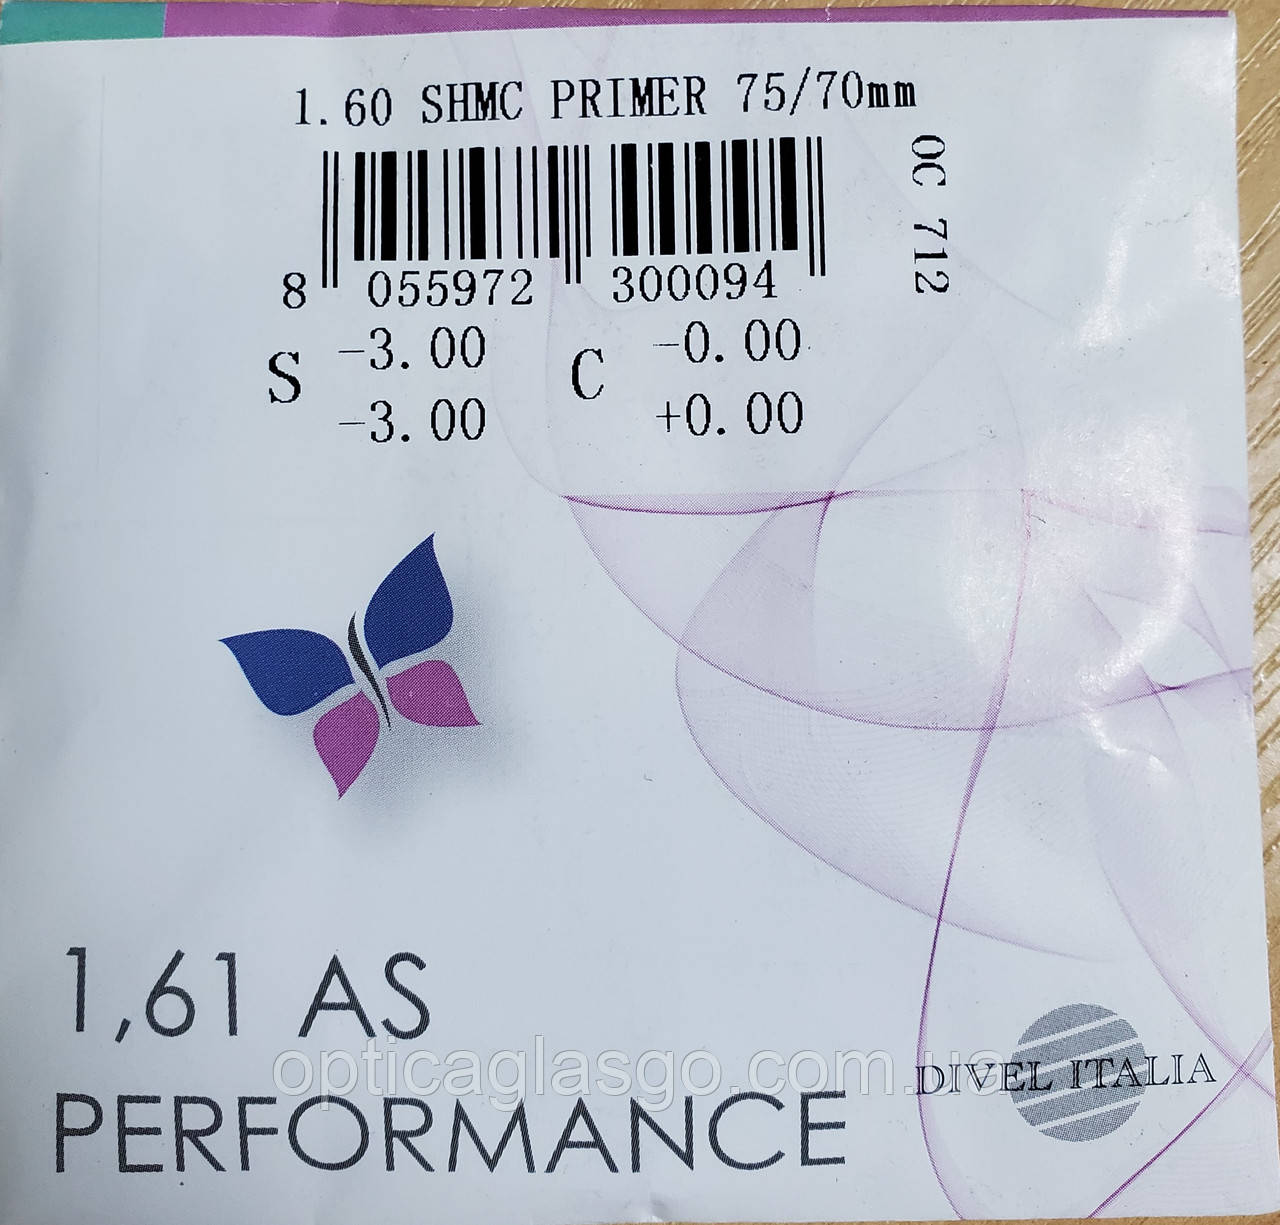 1.60 SHMC PRIMER 75/70mm
OC 712
8 055972 300094
S -3.00 C -0.00
-3.00 +0.00
1,61 AS
PERFORMANCE
opticaglasgo.com.ua
DIVEL ITALIA